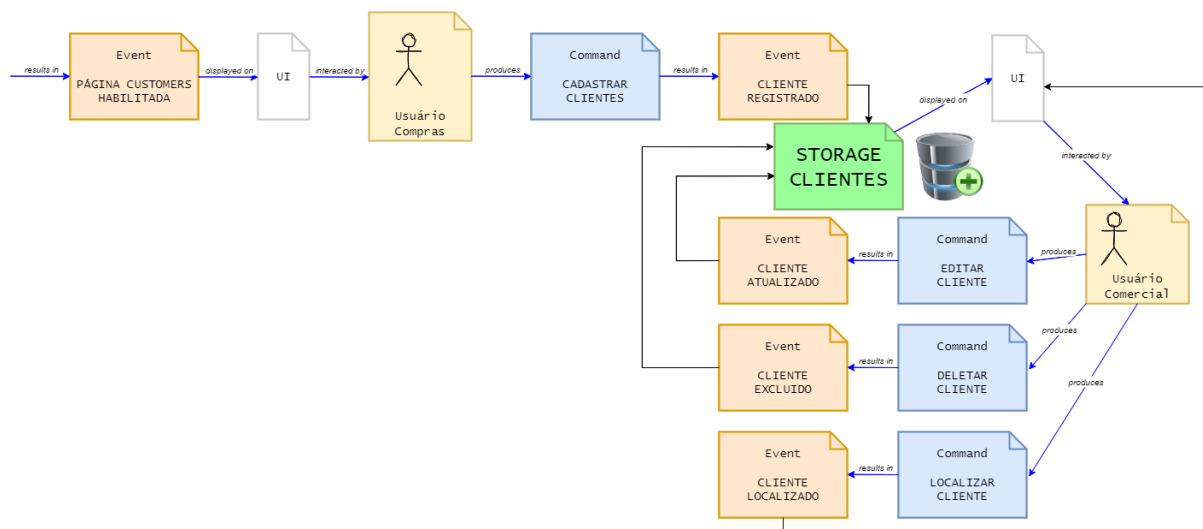 results in
Event
PÁGINA CUSTOMERS
HABILITADA
displayed on
UI
interacted by
Usuário
Compras
produces
Command
CADASTRAR
CLIENTES
results in
Event
CLIENTE
REGISTRADO
displayed on
UI
interacted by
STORAGE
CLIENTES
Event
CLIENTE
ATUALIZADO
results in
Command
EDITAR
CLIENTE
produces
Usuário
Comercial
Event
CLIENTE
EXCLUIDO
results in
Command
DELETAR
CLIENTE
produces
Event
CLIENTE
LOCALIZADO
results in
Command
LOCALIZAR
CLIENTE
produces